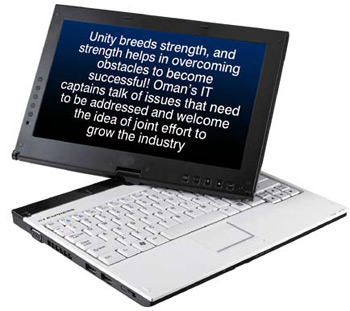 Unity breeds strength, and
strength helps in overcoming
obstacles to become
successful! Oman's IT
captains talk of issues that need
to be addressed and welcome
the idea of joint effort to
grow the industry